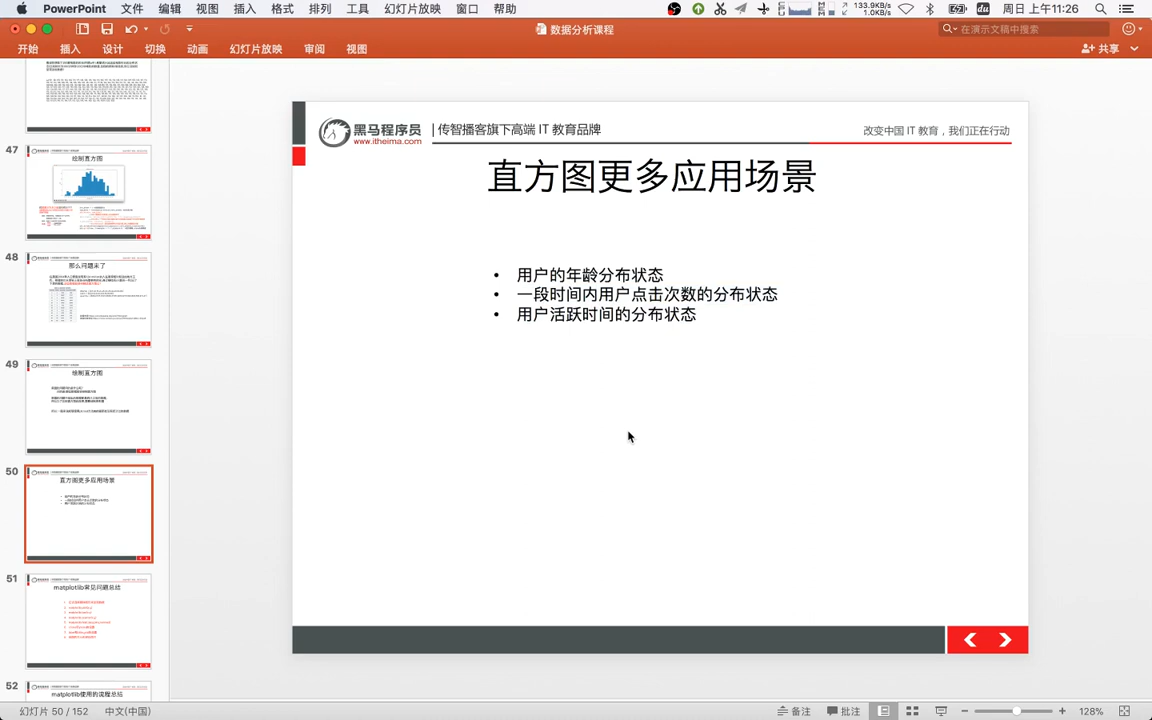 PowerPoint 文件 编辑 视图 插入 格式 排列 工具 幻灯片放映 窗口 帮助 133.9KB/s 1.0KB/s 周日 上午11:26
数据分析课程
在演示文稿中搜索
开始 插入 设计 切换 动画 幻灯片放映 审阅 视图 共享
47
绘制直方图
48
那么问题来了
49
绘制直方图
50
直方图更多应用场景
51
matplotlib常见问题总结
52
matplotlib使用的流程总结
黑马程序员
www.itheima.com
传智播客旗下高端 IT 教育品牌
改变中国 IT 教育,我们正在行动
直方图更多应用场景
• 用户的年龄分布状态
• 一段时间内用户点击次数的分布状态
• 用户活跃时间的分布状态
幻灯片 50 / 152 中文(中国) 备注 批注 128%